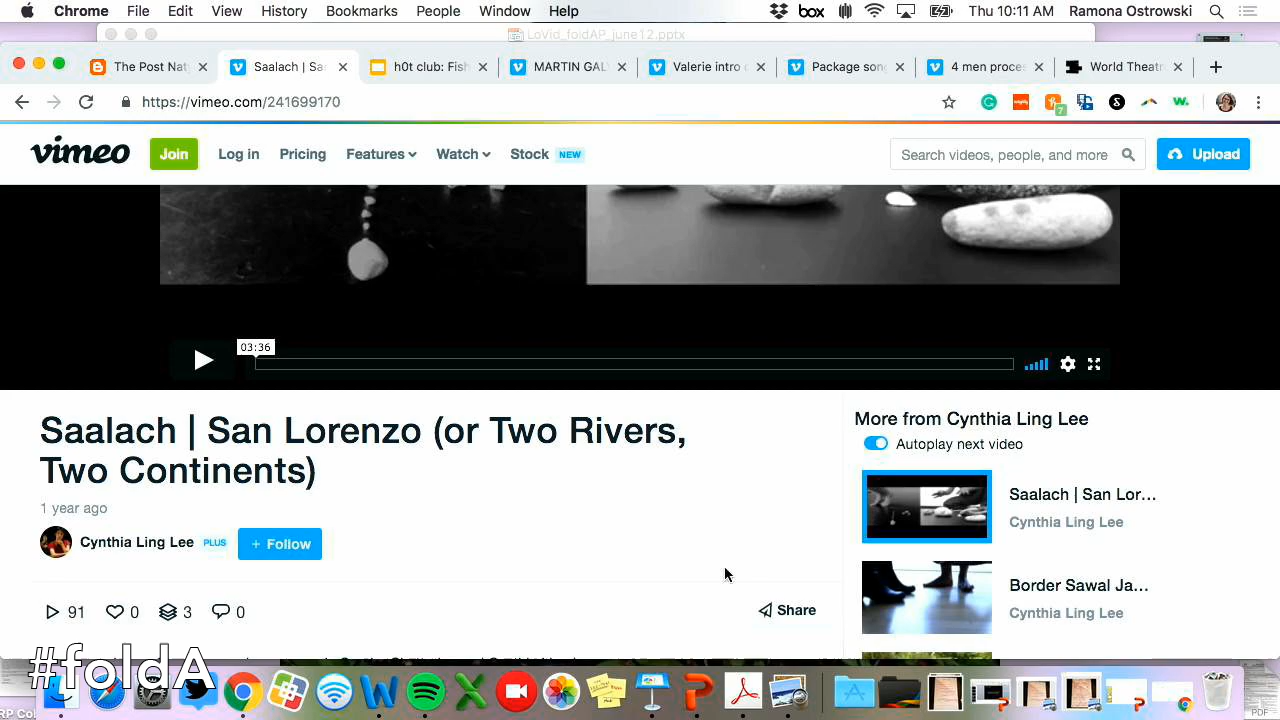 Chrome File Edit View History Bookmarks People Window Help box Thu 10:11 AM Ramona Ostrowski
LoVid_foldAP_june12.pptx
The Post Nat Saalach | Sa h0t club: Fish MARTIN GAL Valerie intro Package song 4 men proce World Theatr
https://vimeo.com/241699170
7
vimeo Join Log in Pricing Features Watch Stock NEW Search videos, people, and more Upload
03:36
Saalach | San Lorenzo (or Two Rivers,
Two Continents)
1 year ago
Cynthia Ling Lee PLUS + Follow
91 0 3 0
Share
More from Cynthia Ling Lee
Autoplay next video
Saalach | San Lor...
Cynthia Ling Lee
Border Sawal Ja...
Cynthia Ling Lee
#foldA
PDF